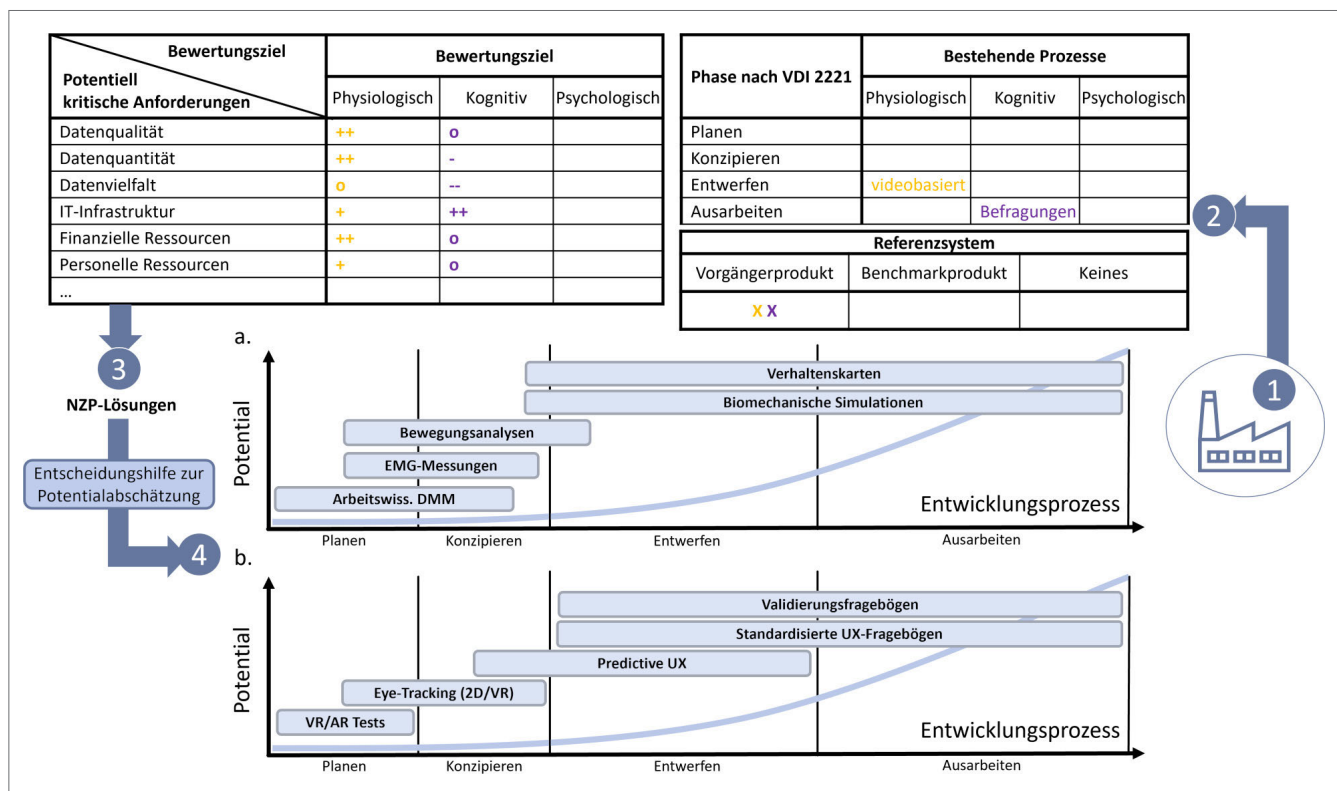 Bewertungsziel
Potentiell
kritische Anforderungen
Bewertungsziel
Physiologisch Kognitiv Psychologisch
Datenqualität ++ o
Datenquantität ++ -
Datenvielfalt o --
IT-Infrastruktur + ++
Finanzielle Ressourcen ++ o
Personelle Ressourcen + o
...
Phase nach VDI 2221
Bestehende Prozesse
Physiologisch Kognitiv Psychologisch
Planen
Konzipieren
Entwerfen videobasiert
Ausarbeiten Befragungen
Referenzsystem
Vorgängerprodukt Benchmarkprodukt Keines
X X
2
1
3
NZP-Lösungen
Entscheidungshilfe zur
Potentialabschätzung
4
a.
Potential
Verhaltenskarten
Biomechanische Simulationen
Bewegungsanalysen
EMG-Messungen
Arbeitswiss. DMM
Entwicklungsprozess
Planen Konzipieren Entwerfen Ausarbeiten
b.
Potential
Validierungsfragebögen
Standardisierte UX-Fragebögen
Predictive UX
Eye-Tracking (2D/VR)
VR/AR Tests
Entwicklungsprozess
Planen Konzipieren Entwerfen Ausarbeiten